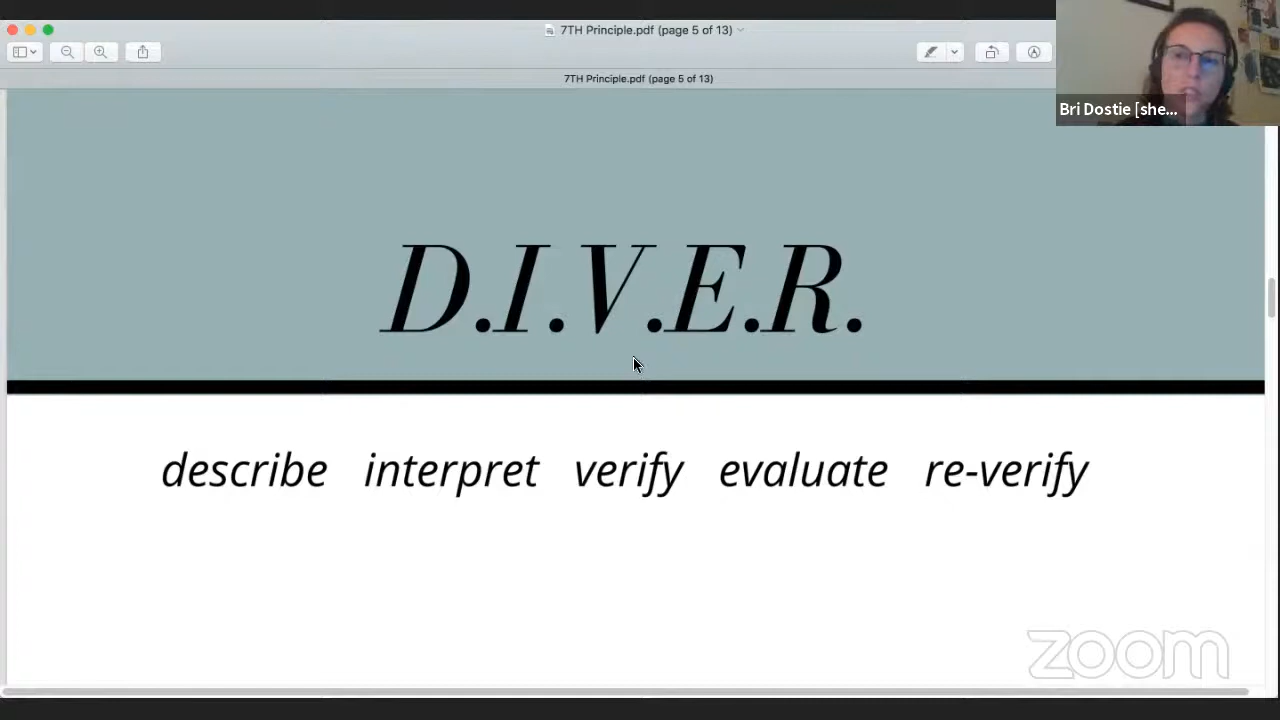 7TH Principle.pdf (page 5 of 13)
7TH Principle.pdf (page 5 of 13)
Bri Dostie [she...
D.I.V.E.R.
describe interpret verify evaluate re-verify
zoom